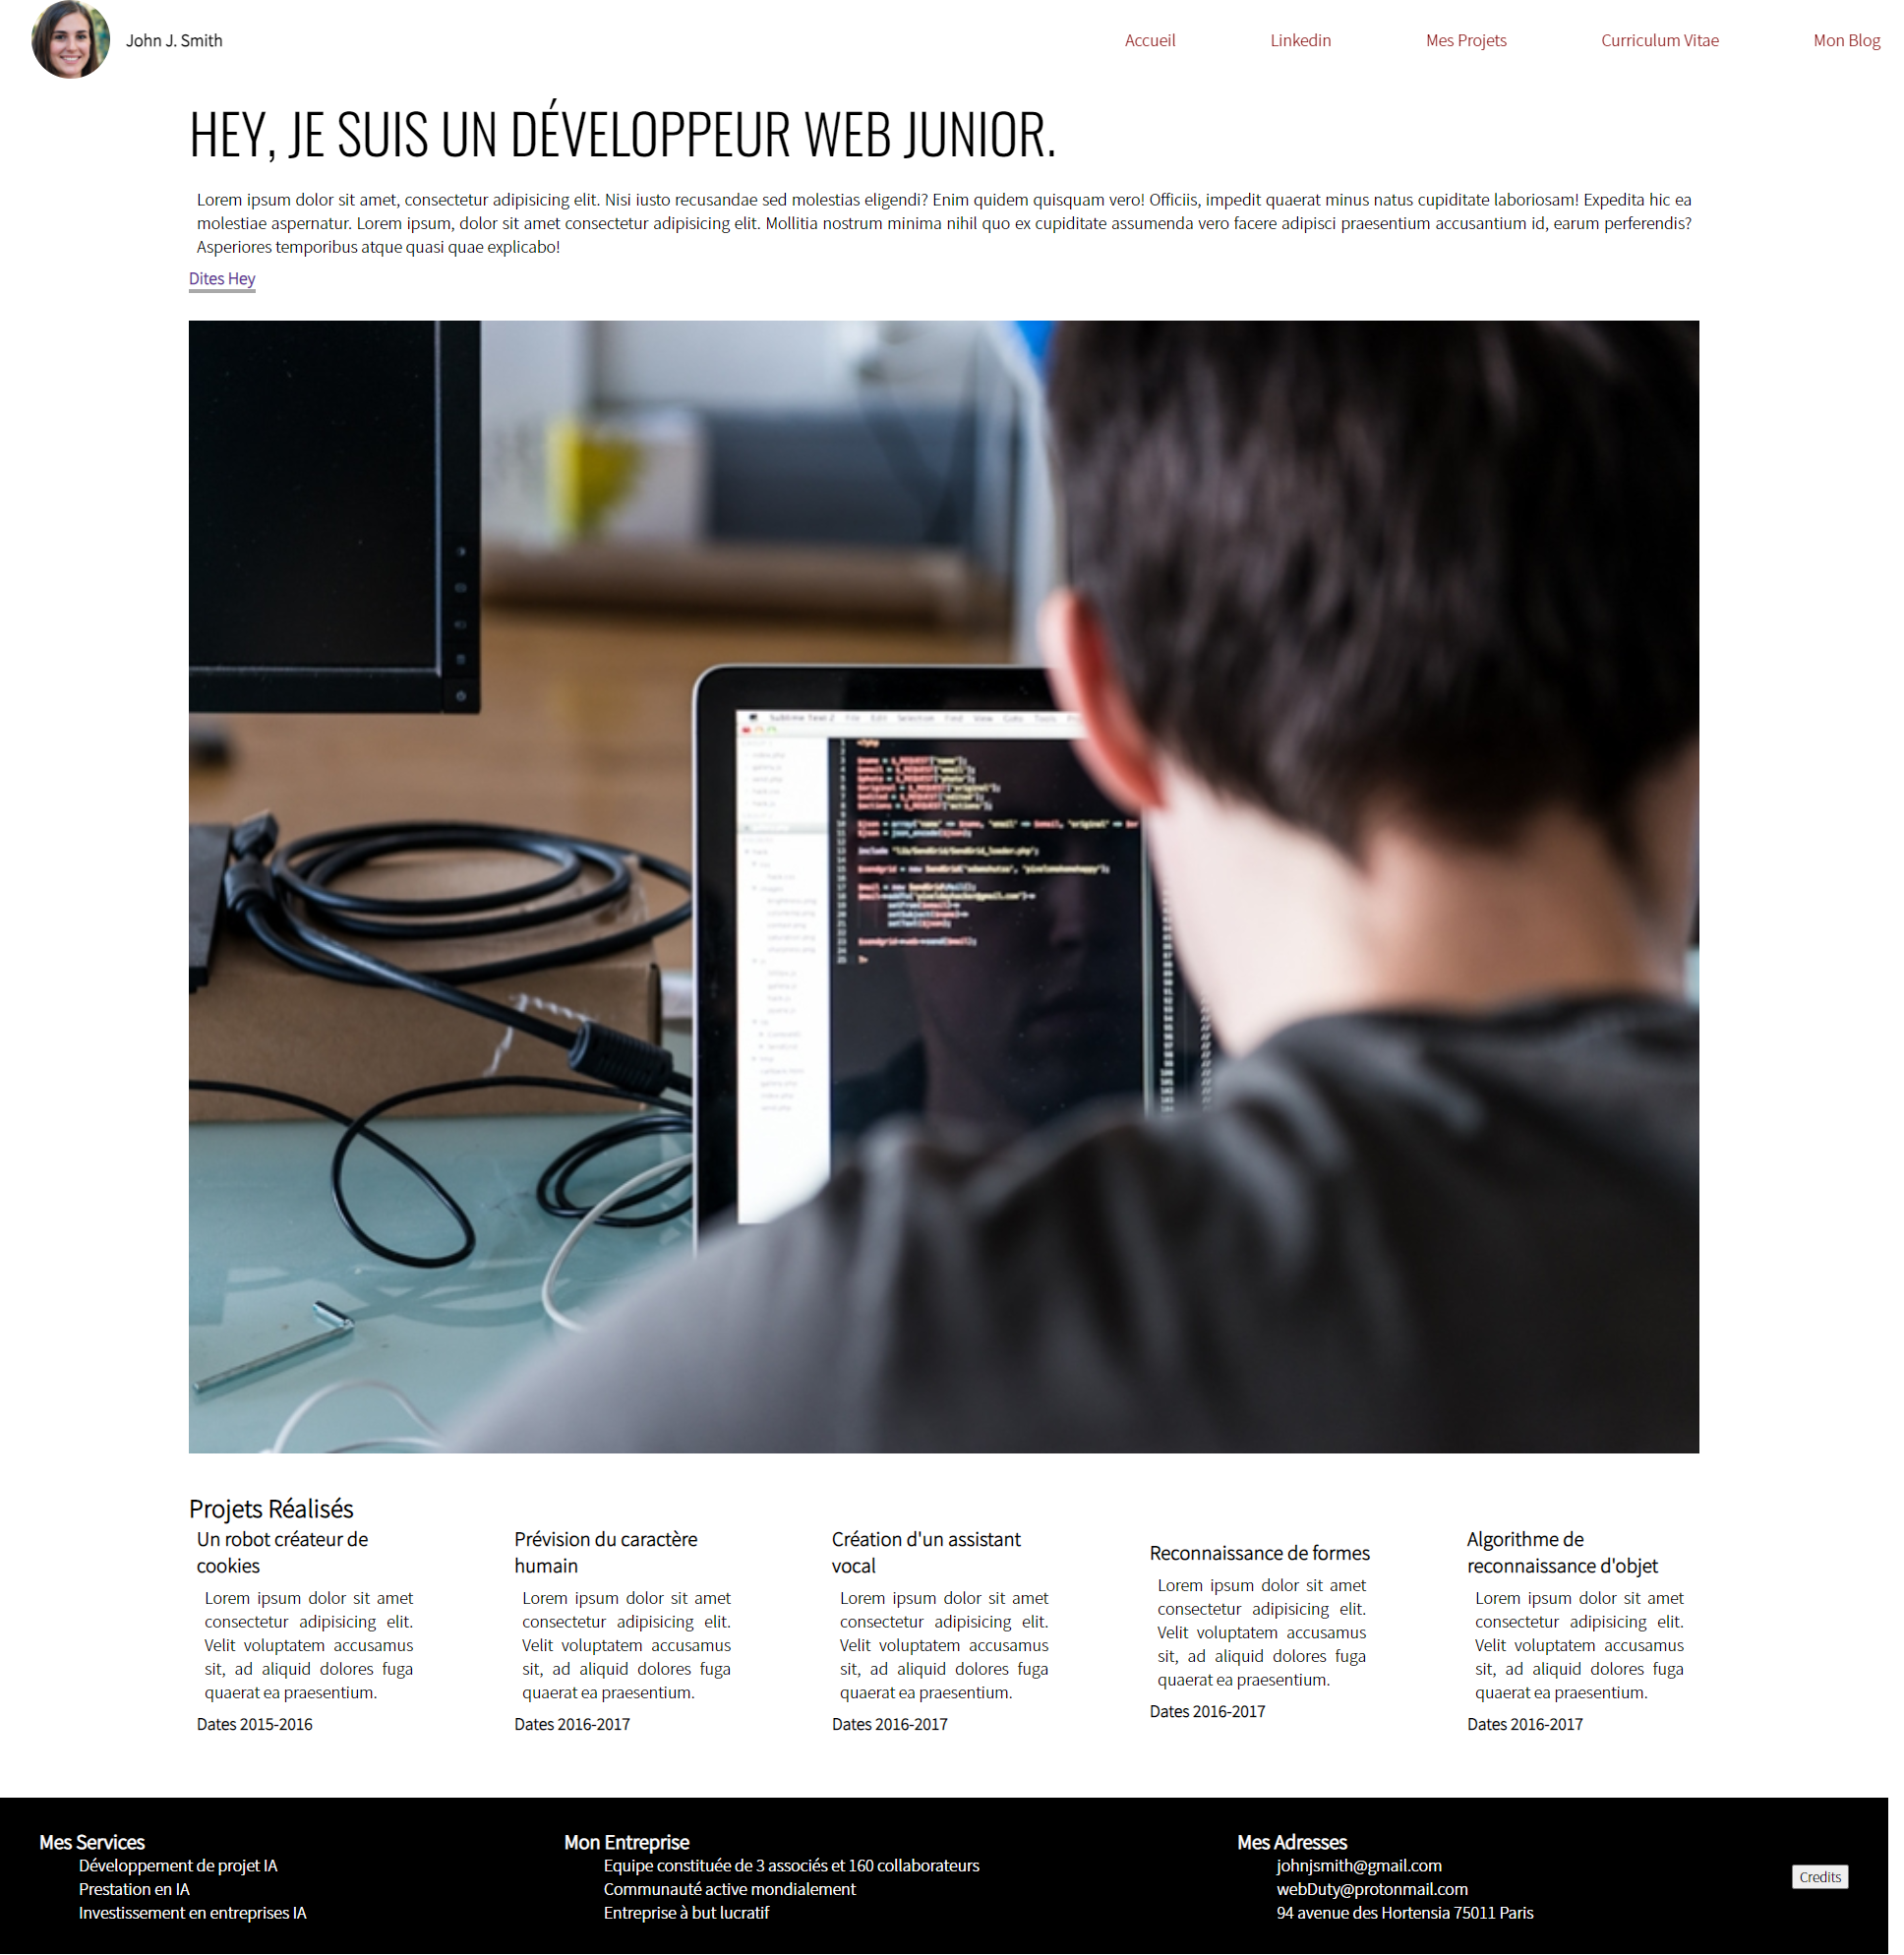 John J. Smith
Accueil
Linkedin
Mes Projets
Curriculum Vitae
Mon Blog
HEY, JE SUIS UN DÉVELOPPEUR WEB JUNIOR.
Lorem ipsum dolor sit amet, consectetur adipisicing elit. Nisi iusto recusandae sed molestias eligendi? Enim quidem quisquam vero! Officiis, impedit quaerat minus natus cupiditate laboriosam! Expedita hic ea
molestiae aspernatur. Lorem ipsum, dolor sit amet consectetur adipisicing elit. Mollitia nostrum minima nihil quo ex cupiditate assumenda vero facere adipisci praesentium accusantium id, earum perferendis?
Asperiores temporibus atque quasi quae explicabo!
Dites Hey
Projets Réalisés
Un robot créateur de
cookies
Lorem ipsum dolor sit amet
consectetur adipisicing elit.
Velit voluptatem accusamus
sit, ad aliquid dolores fuga
quaerat ea praesentium.
Dates 2015-2016
Prévision du caractère
humain
Lorem ipsum dolor sit amet
consectetur adipisicing elit.
Velit voluptatem accusamus
sit, ad aliquid dolores fuga
quaerat ea praesentium.
Dates 2016-2017
Création d'un assistant
vocal
Lorem ipsum dolor sit amet
consectetur adipisicing elit.
Velit voluptatem accusamus
sit, ad aliquid dolores fuga
quaerat ea praesentium.
Dates 2016-2017
Reconnaissance de formes
Lorem ipsum dolor sit amet
consectetur adipisicing elit.
Velit voluptatem accusamus
sit, ad aliquid dolores fuga
quaerat ea praesentium.
Dates 2016-2017
Algorithme de
reconnaissance d'objet
Lorem ipsum dolor sit amet
consectetur adipisicing elit.
Velit voluptatem accusamus
sit, ad aliquid dolores fuga
quaerat ea praesentium.
Dates 2016-2017
Mes Services
Développement de projet IA
Prestation en IA
Investissement en entreprises IA
Mon Entreprise
Equipe constituée de 3 associés et 160 collaborateurs
Communauté active mondialement
Entreprise à but lucratif
Mes Adresses
johnjsmith@gmail.com
webDuty@protonmail.com
94 avenue des Hortensia 75011 Paris
Credits